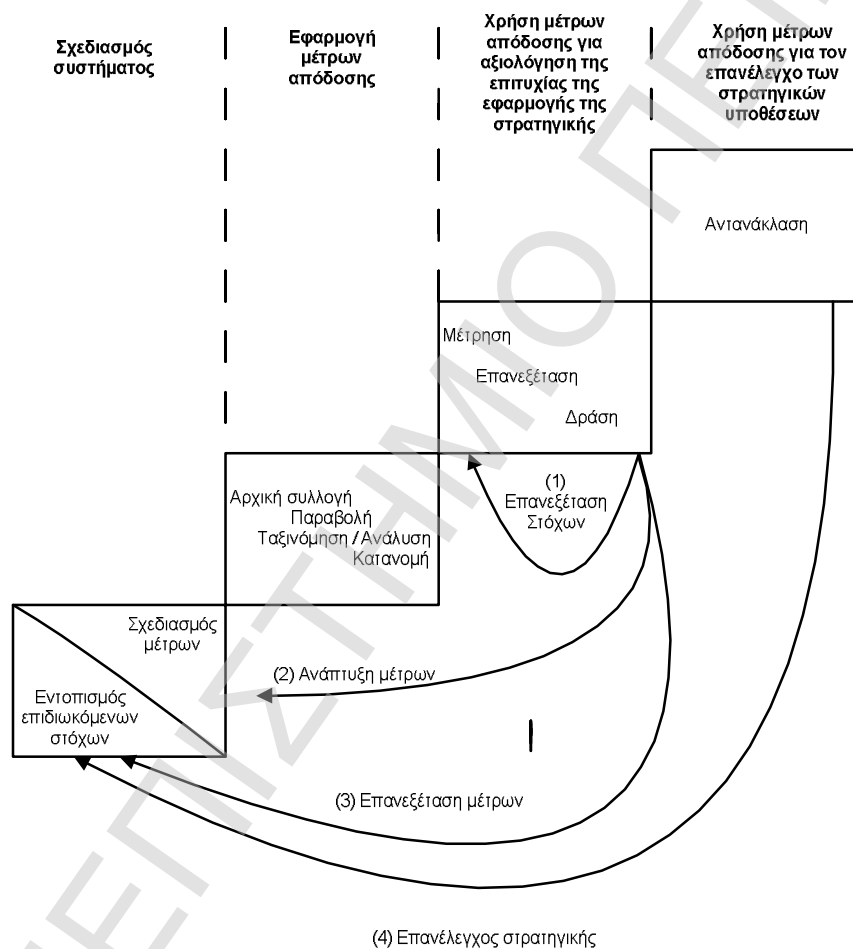 Σχεδιασμός
συστήματος
Εφαρμογή
μέτρων
απόδοσης
Χρήση μέτρων
απόδοσης για
αξιολόγηση της
επιτυχίας της
εφαρμογής της
στρατηγικής
Χρήση μέτρων
απόδοσης για τον
επανέλεγχο των
στρατηγικών
υποθέσεων
Αντανάκλαση
Μέτρηση
Επανεξέταση
Δράση
(1)
Επανεξέταση
Στόχων
Αρχική συλλογή
Παραβολή
Ταξινόμηση / Ανάλυση
Κατανομή
Σχεδιασμός
μέτρων
Εντοπισμός
επιδιωκόμενων
στόχων
(2) Ανάπτυξη μέτρων
(3) Επανεξέταση μέτρων
(4) Επανέλεγχος στρατηγικής